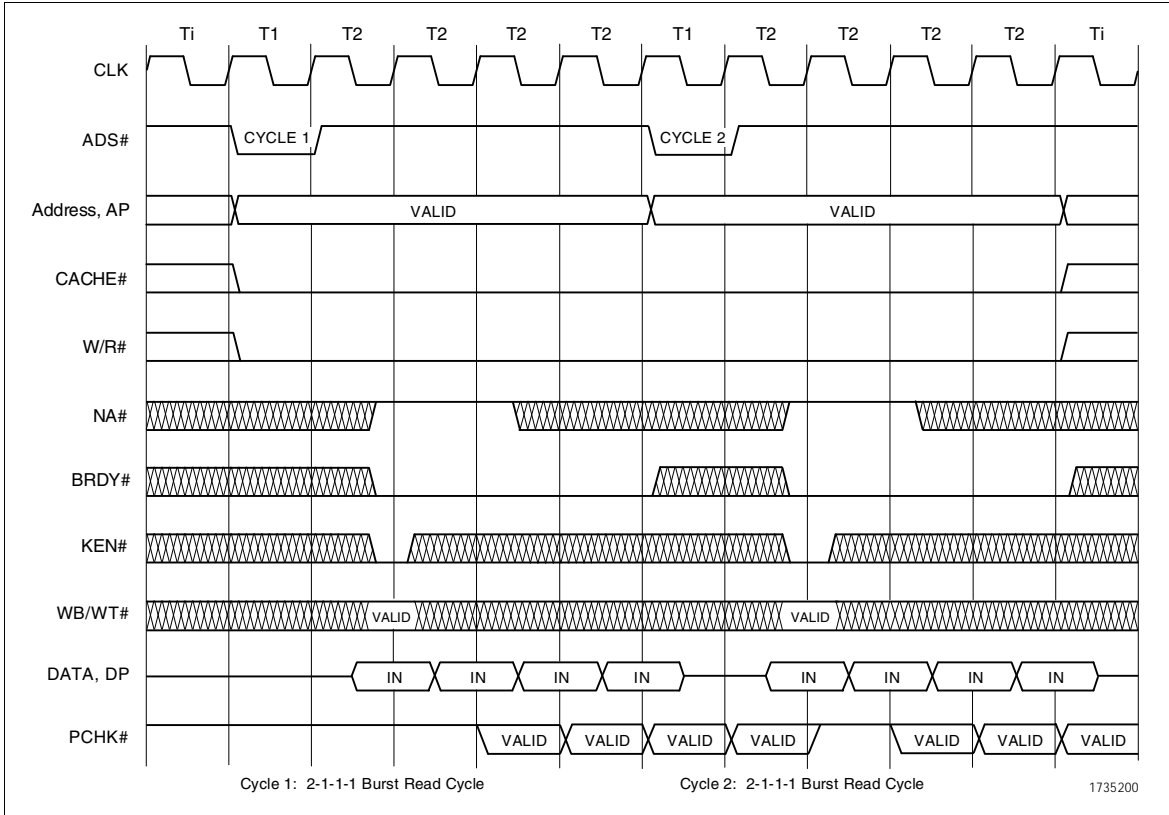 Ti T1 T2 T2 T2 T2 T1 T2 T2 T2 T2 Ti
CLK
ADS# CYCLE 1 CYCLE 2
Address, AP VALID VALID
CACHE#
W/R#
NA#
BRDY#
KEN#
WB/WT# VALID VALID
DATA, DP IN IN IN IN IN IN IN IN
PCHK# VALID VALID VALID VALID VALID VALID VALID
Cycle 1: 2-1-1-1 Burst Read Cycle Cycle 2: 2-1-1-1 Burst Read Cycle 1735200